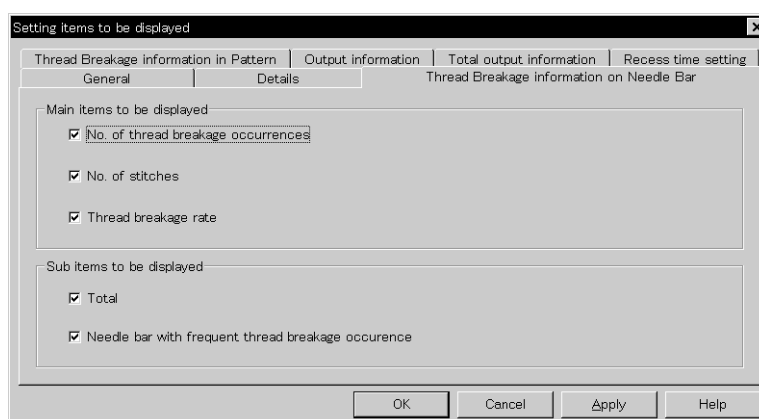 Setting items to be displayed
Thread Breakage information in Pattern Output information Total output information Recess time setting
General Details Thread Breakage information on Needle Bar
Main items to be displayed
No. of thread breakage occurrences
No. of stitches
Thread breakage rate
Sub items to be displayed
Total
Needle bar with frequent thread breakage occurence
OK Cancel Apply Help